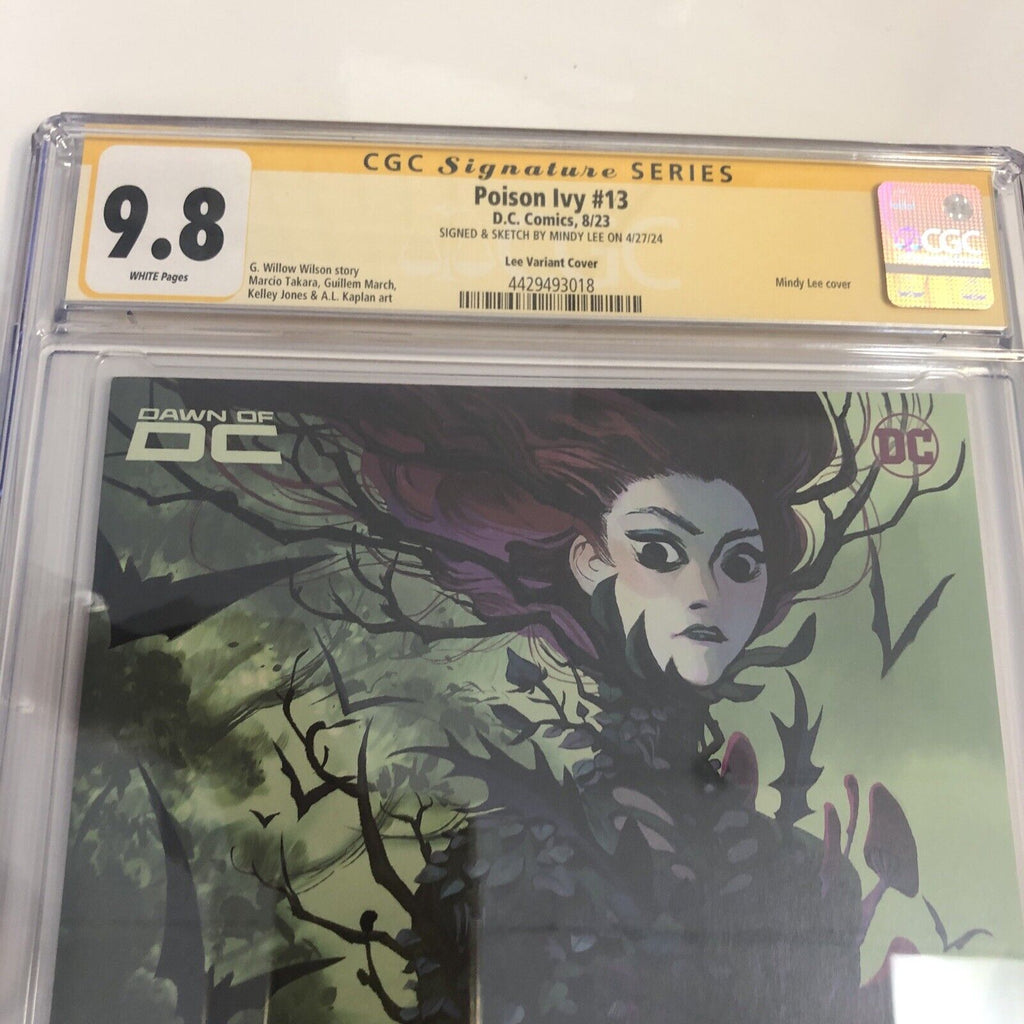 CGC Signature SERIES
9.8
WHITE Pages
Poison Ivy #13
D.C. Comics, 8/23
SIGNED & SKETCH BY MINDY LEE ON 4/27/24
Lee Variant Cover
G. Willow Wilson story
Marcio Takara, Guillem March,
Kelley Jones & A.L. Kaplan art
4429493018
Mindy Lee cover
CGC
DAWN OF
DC
DC